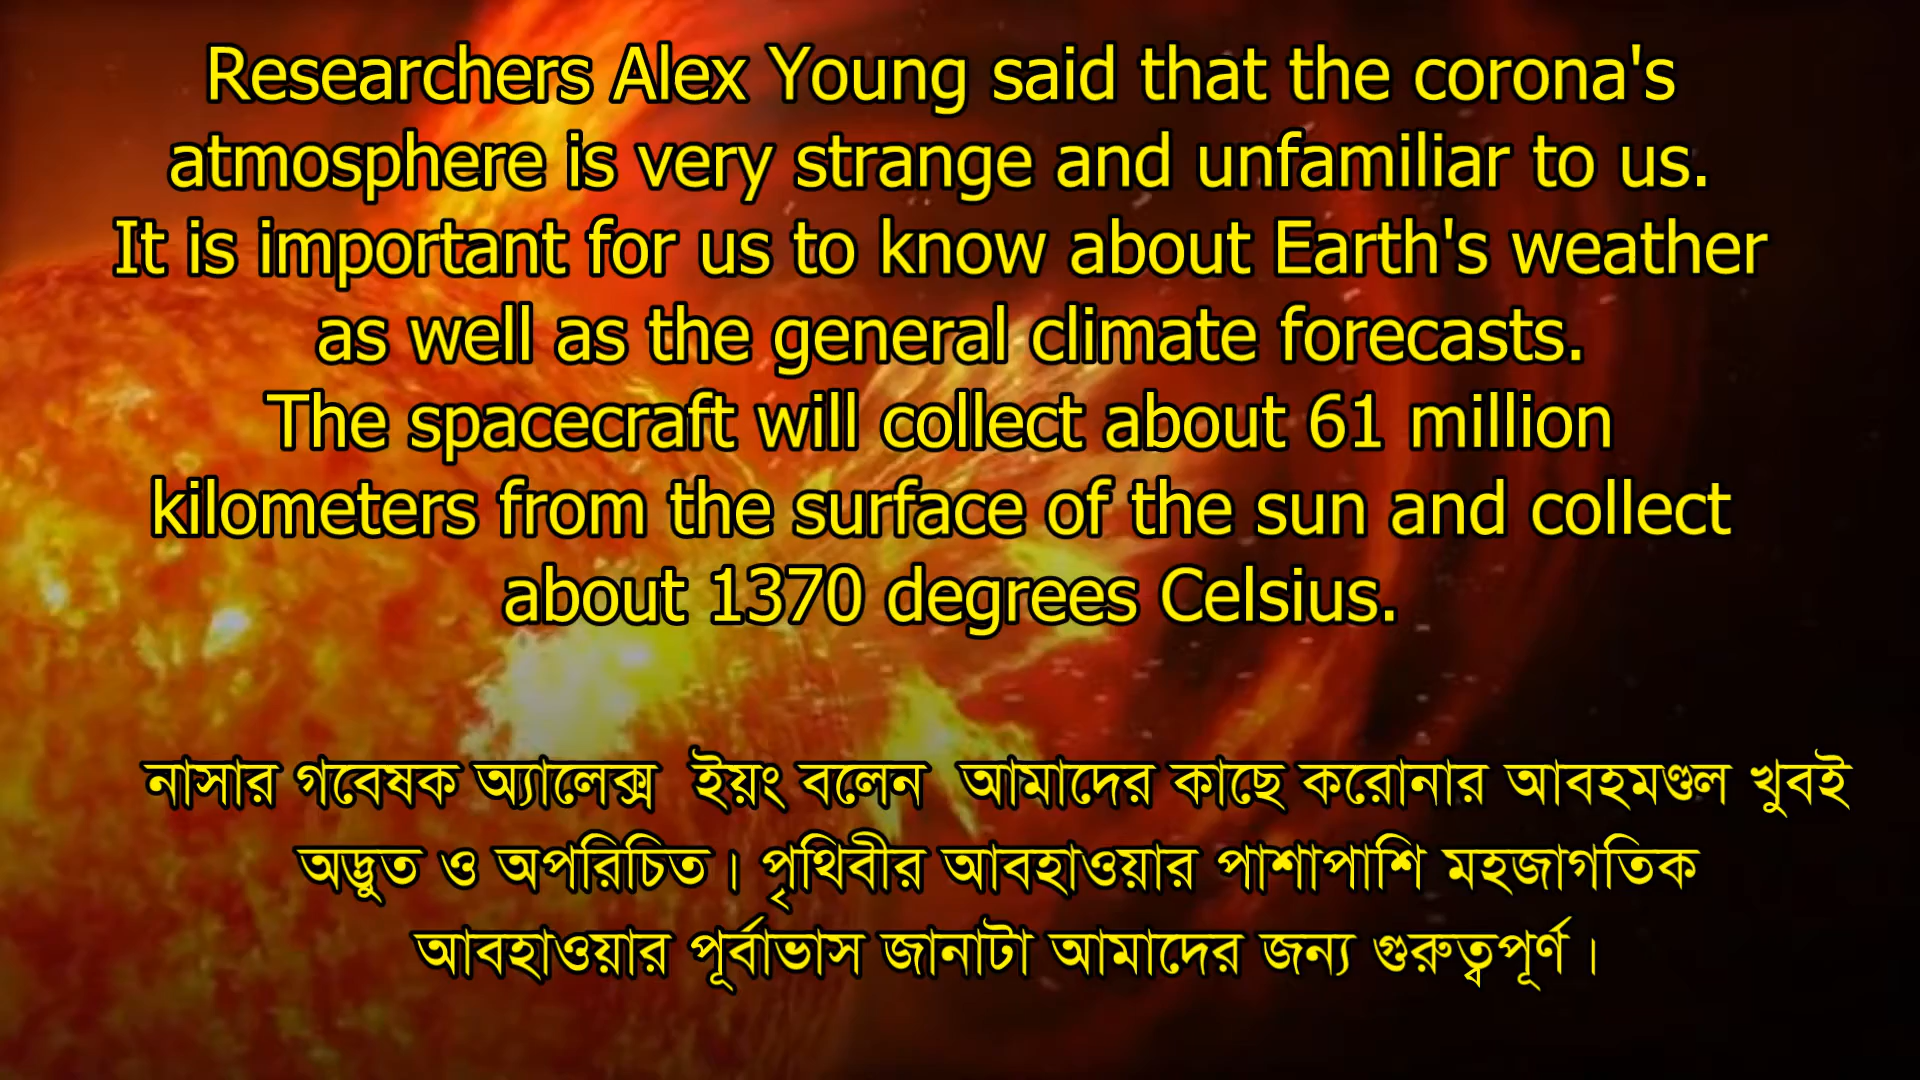 Researchers Alex Young said that the corona's
atmosphere is very strange and unfamiliar to us.
It is important for us to know about Earth's weather
as well as the general climate forecasts.
The spacecraft will collect about 61 million
kilometers from the surface of the sun and collect
about 1370 degrees Celsius.
নাসার গবেষক অ্যালেক্স ইয়ং বলেন আমাদের কাছে করোনার আবহমণ্ডল খুবই
অদ্ভুত ও অপরিচিত। পৃথিবীর আবহাওয়ার পাশাপাশি মহজাগতিক
আবহাওয়ার পূর্বাভাস জানাটা আমাদের জন্য গুরুত্বপূর্ণ।